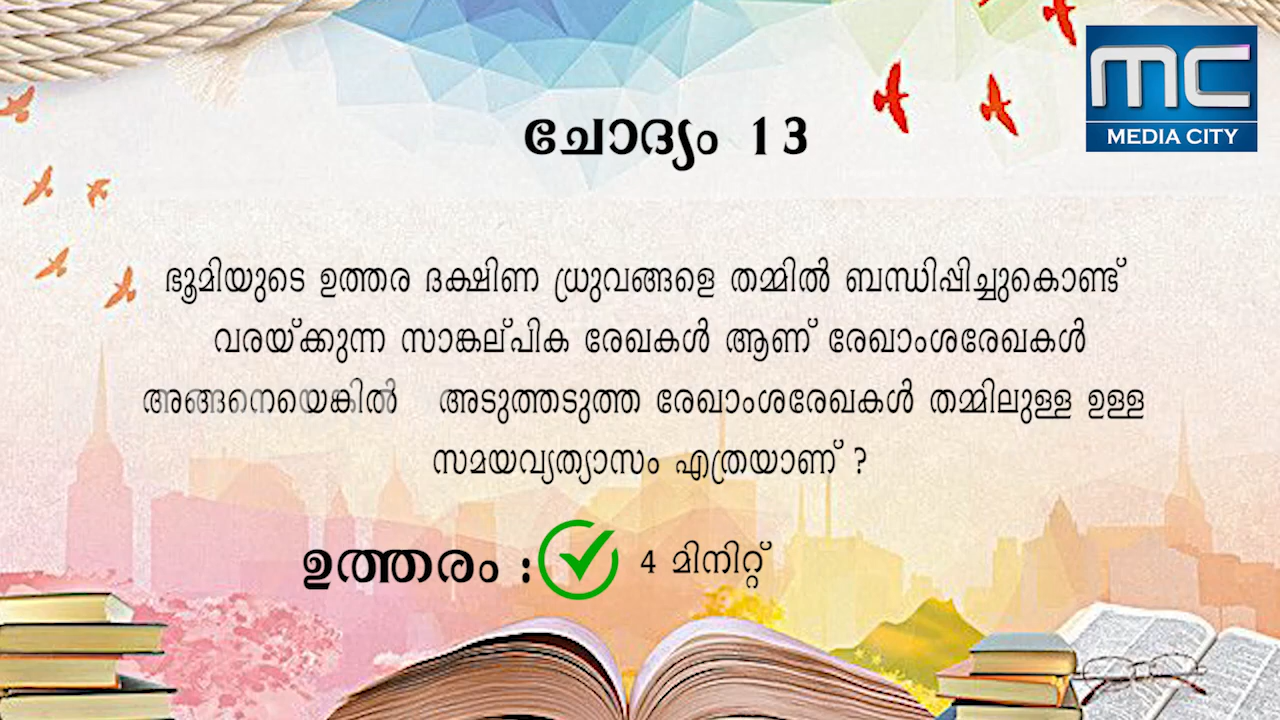 MC
MEDIA CITY
ചോദ്യം 13
ഭൂമിയുടെ ഉത്തര ദക്ഷിണ ധ്രുവങ്ങളെ തമ്മിൽ ബന്ധിപ്പിച്ചുകൊണ്ട്
വരയ്ക്കുന്ന സാങ്കല്പിക രേഖകൾ ആണ് രേഖാംശരേഖകൾ
അങ്ങനെയെങ്കിൽ അടുത്തടുത്ത രേഖാംശരേഖകൾ തമ്മിലുള്ള ഉള്ള
സമയവ്യത്യാസം എത്രയാണ് ?
ഉത്തരം : 4 മിനിറ്റ്